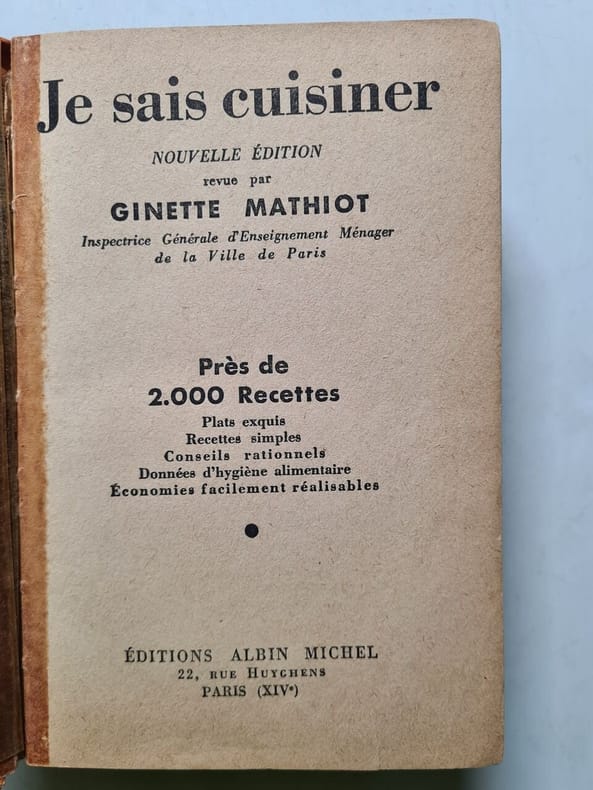 Je sais cuisiner
NOUVELLE ÉDITION
revue par
GINETTE MATHIOT
Inspectrice Générale d'Enseignement Ménager
de la Ville de Paris
Près de
2.000 Recettes
Plats exquis
Recettes simples
Conseils rationnels
Données d'hygiène alimentaire
Économies facilement réalisables
ÉDITIONS ALBIN MICHEL
22, RUE HUYGHENS
PARIS (XIVᵉ)